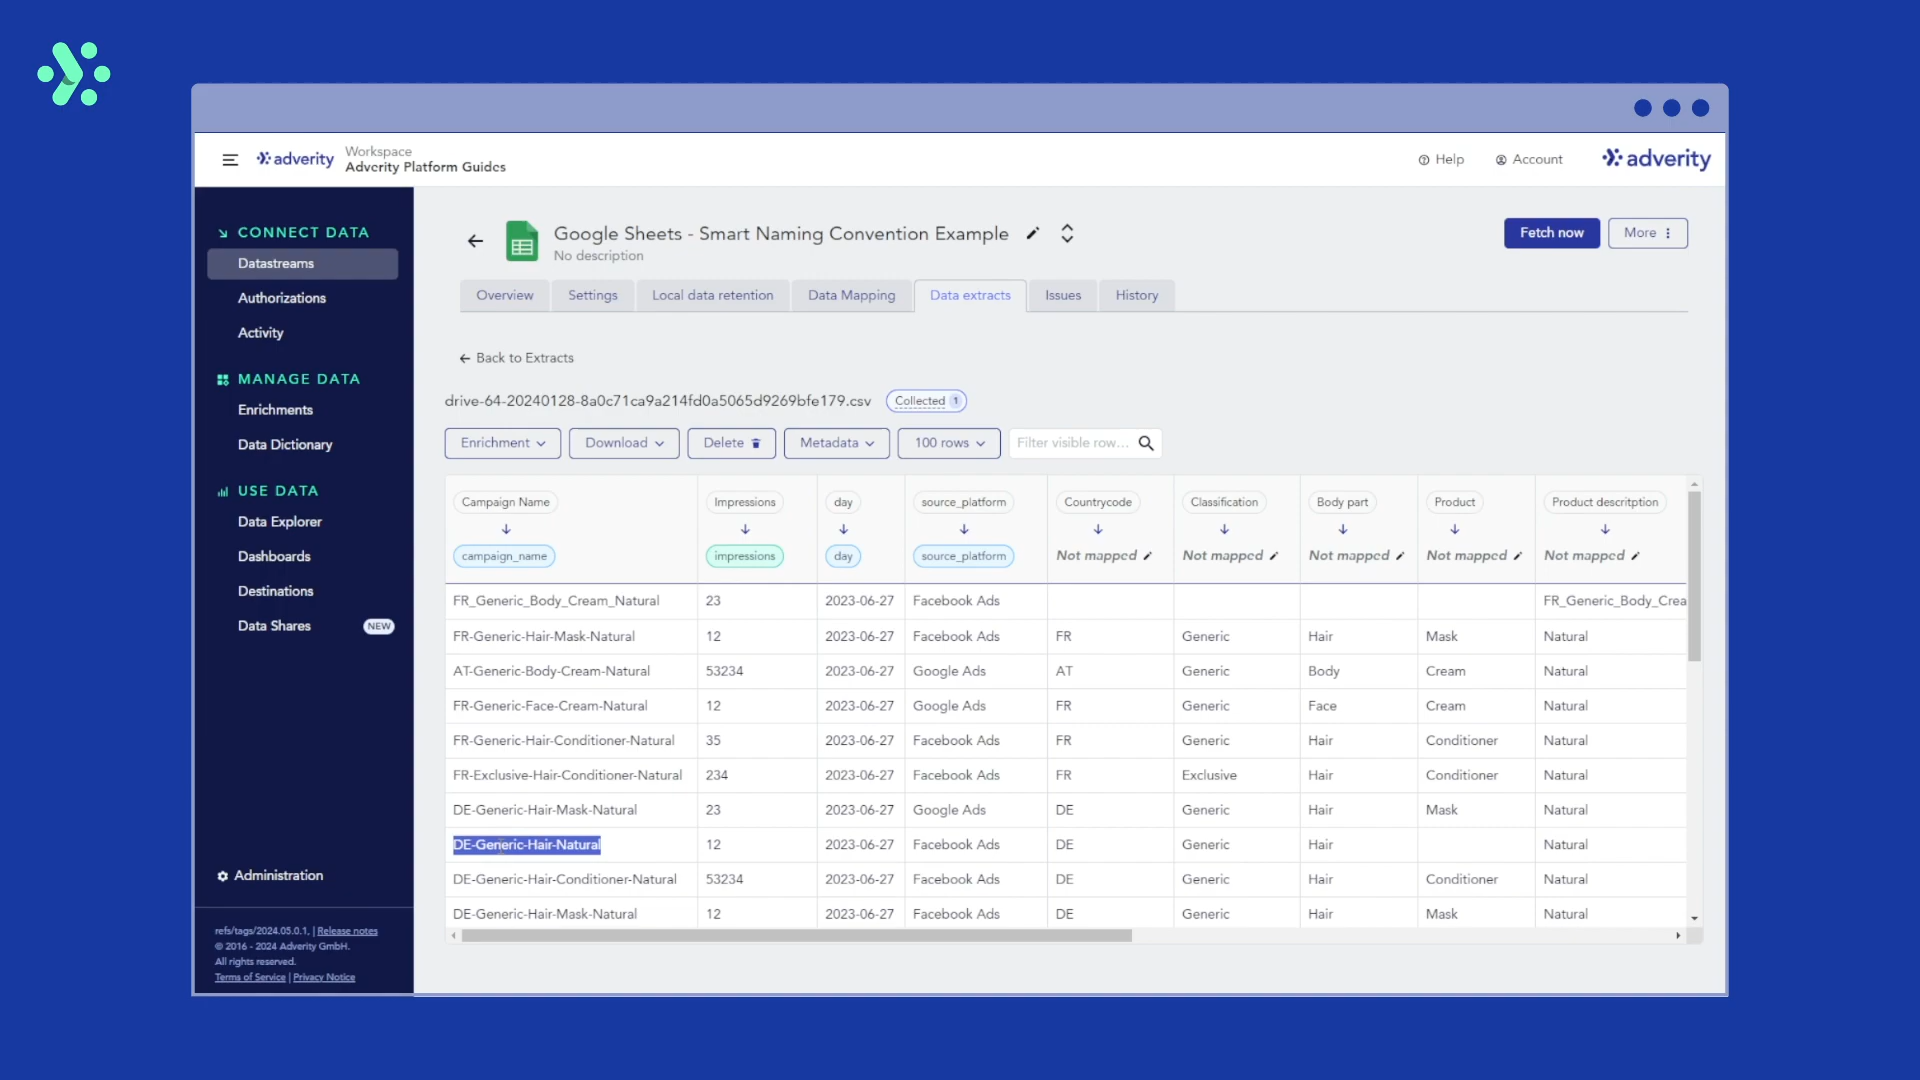 adverity
Workspace
Adverity Platform Guides
Help
Account
adverity
CONNECT DATA
Datastreams
Authorizations
Activity
MANAGE DATA
Enrichments
Data Dictionary
USE DATA
Data Explorer
Dashboards
Destinations
Data Shares NEW
Administration
refs/tags/2024.05.0.1, | Release notes
© 2016 - 2024 Adverity GmbH.
All rights reserved.
Terms of Service | Privacy Notice
Google Sheets - Smart Naming Convention Example
No description
Fetch now
More
Overview Settings Local data retention Data Mapping Data extracts Issues History
Back to Extracts
drive-64-20240128-8a0c71ca9a214fd0a5065d9269bfe179.csv Collected 1
Enrichment Download Delete Metadata 100 rows Filter visible row...
Campaign Name Impressions day source_platform Countrycode Classification Body part Product Product descritption
campaign_name impressions day source_platform Not mapped Not mapped Not mapped Not mapped Not mapped
FR_Generic_Body_Cream_Natural 23 2023-06-27 Facebook Ads FR_Generic_Body_Crea
FR-Generic-Hair-Mask-Natural 12 2023-06-27 Facebook Ads FR Generic Hair Mask Natural
AT-Generic-Body-Cream-Natural 53234 2023-06-27 Google Ads AT Generic Body Cream Natural
FR-Generic-Face-Cream-Natural 12 2023-06-27 Google Ads FR Generic Face Cream Natural
FR-Generic-Hair-Conditioner-Natural 35 2023-06-27 Facebook Ads FR Generic Hair Conditioner Natural
FR-Exclusive-Hair-Conditioner-Natural 234 2023-06-27 Facebook Ads FR Exclusive Hair Conditioner Natural
DE-Generic-Hair-Mask-Natural 23 2023-06-27 Google Ads DE Generic Hair Mask Natural
DE-Generic-Hair-Natural 12 2023-06-27 Facebook Ads DE Generic Hair Natural
DE-Generic-Hair-Conditioner-Natural 53234 2023-06-27 Facebook Ads DE Generic Hair Conditioner Natural
DE-Generic-Hair-Mask-Natural 12 2023-06-27 Facebook Ads DE Generic Hair Mask Natural